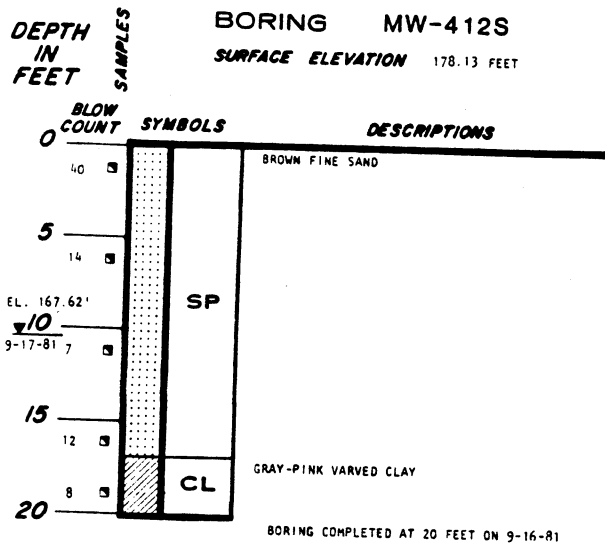 BORING MW-412S
SURFACE ELEVATION 178.13 FEET
DEPTH
IN
FEET
SAMPLES
BLOW
COUNT
SYMBOLS
DESCRIPTIONS
0
BROWN FINE SAND
40
5
14
SP
EL. 167.62'
10
9-17-81
7
15
12
GRAY-PINK VARVED CLAY
CL
8
20
BORING COMPLETED AT 20 FEET ON 9-16-81